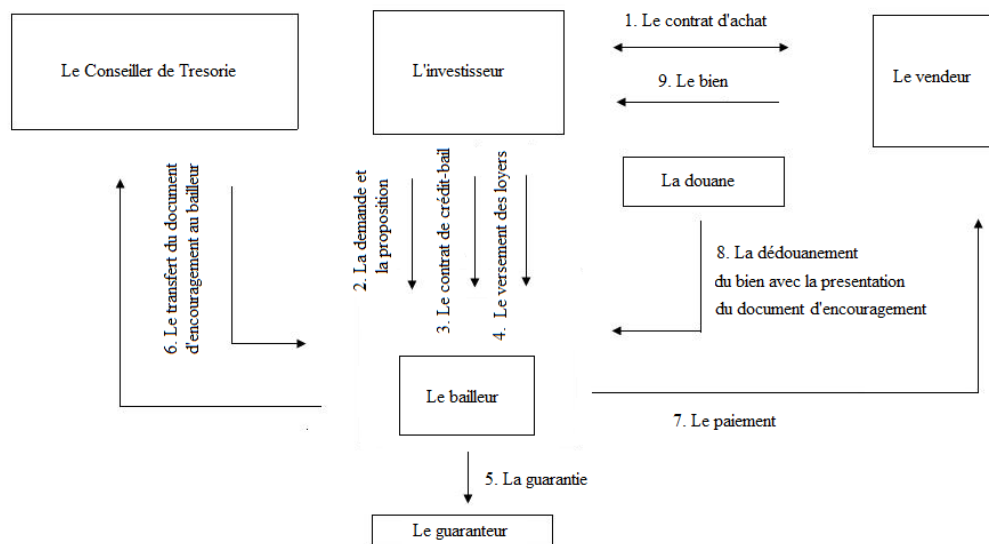 1. Le contrat d'achat
Le Conseiller de Tresorie
L'investisseur
Le vendeur
9. Le bien
La douane
6. Le transfert du document
d'encouragement au bailleur
2. La demande et
la proposition
3. Le contrat de crédit-bail
4. Le versement des loyers
8. La dédouanement
du bien avec la presentation
du document d'encouragement
Le bailleur
7. Le paiement
5. La guarantie
Le guaranteur